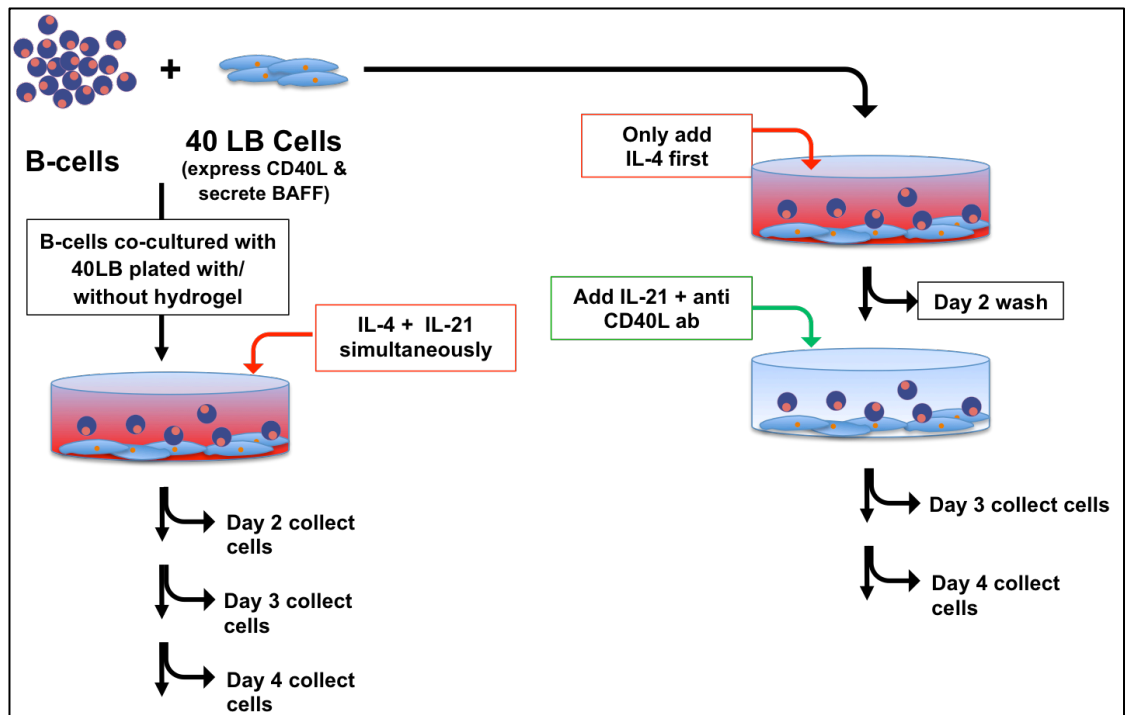 +
B-cells
40 LB Cells
(express CD40L &
secrete BAFF)
B-cells co-cultured with
40LB plated with/
without hydrogel
IL-4 + IL-21
simultaneously
Day 2 collect
cells
Day 3 collect
cells
Day 4 collect
cells
Only add
IL-4 first
Day 2 wash
Add IL-21 + anti
CD40L ab
Day 3 collect cells
Day 4 collect
cells